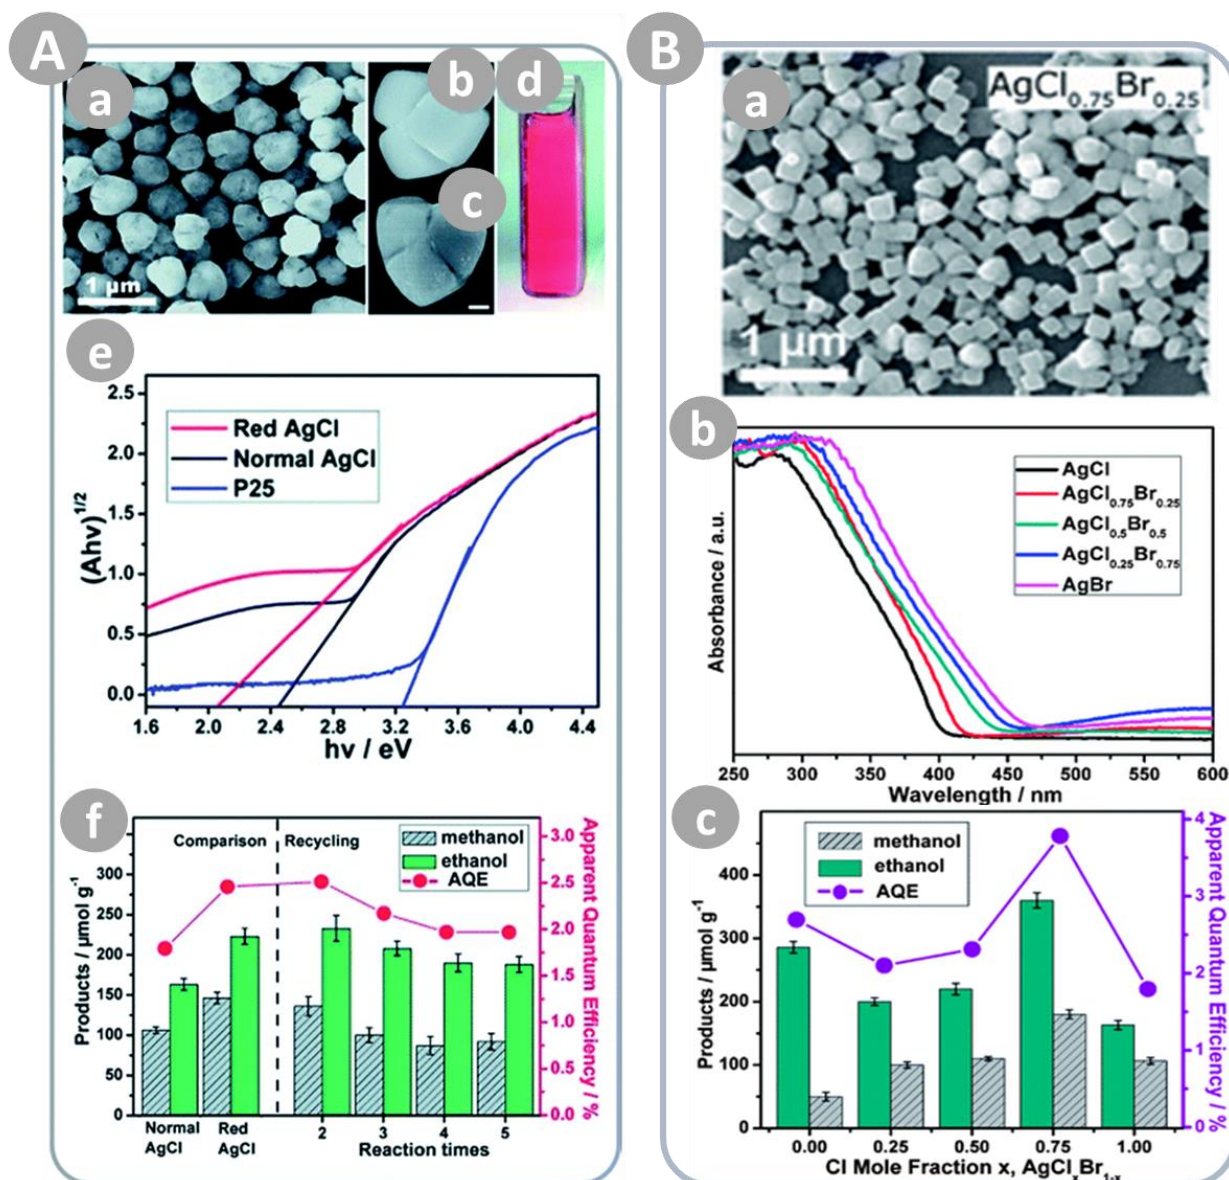 A
a
b
c
d
1 µm
e
2.5
2.0
1.5
1.0
0.5
0.0
(Ahν)1/2
Red AgCl
Normal AgCl
P25
1.6 2.0 2.4 2.8 3.2 3.6 4.0 4.4
hν / eV
f
Comparison
Recycling
methanol
ethanol
AQE
300
250
200
150
100
50
0
Products / µmol g-1
3.0
2.5
2.0
1.5
1.0
0.5
0.0
Apparent Quantum Efficiency / %
Normal AgCl
Red AgCl
2 3 4 5
Reaction times
B
a
AgCl0.75Br0.25
1 µm
b
AgCl
AgCl0.75Br0.25
AgCl0.5Br0.5
AgCl0.25Br0.75
AgBr
Absorbance / a.u.
250 300 350 400 450 500 550 600
Wavelength / nm
c
methanol
ethanol
AQE
400
300
200
100
0
Products / µmol g-1
4
3
2
1
0
Apparent Quantum Efficiency / %
0.00 0.25 0.50 0.75 1.00
Cl Mole Fraction x, AgClxBr1-x